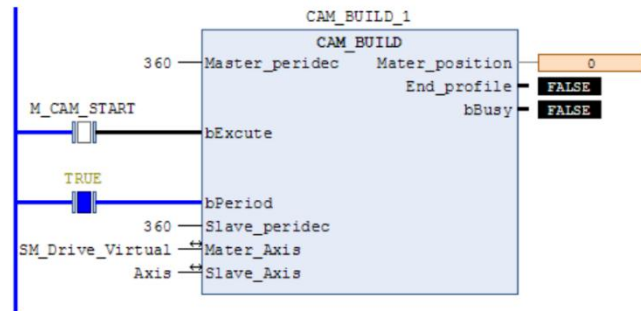 CAM_BUILD_1
CAM_BUILD
360 Master_peridec Mater_position 0
End_profile FALSE
M_CAM_START bBusy FALSE
bExcute
TRUE
bPeriod
360 Slave_peridec
SM_Drive_Virtual Mater_Axis
Axis Slave_Axis